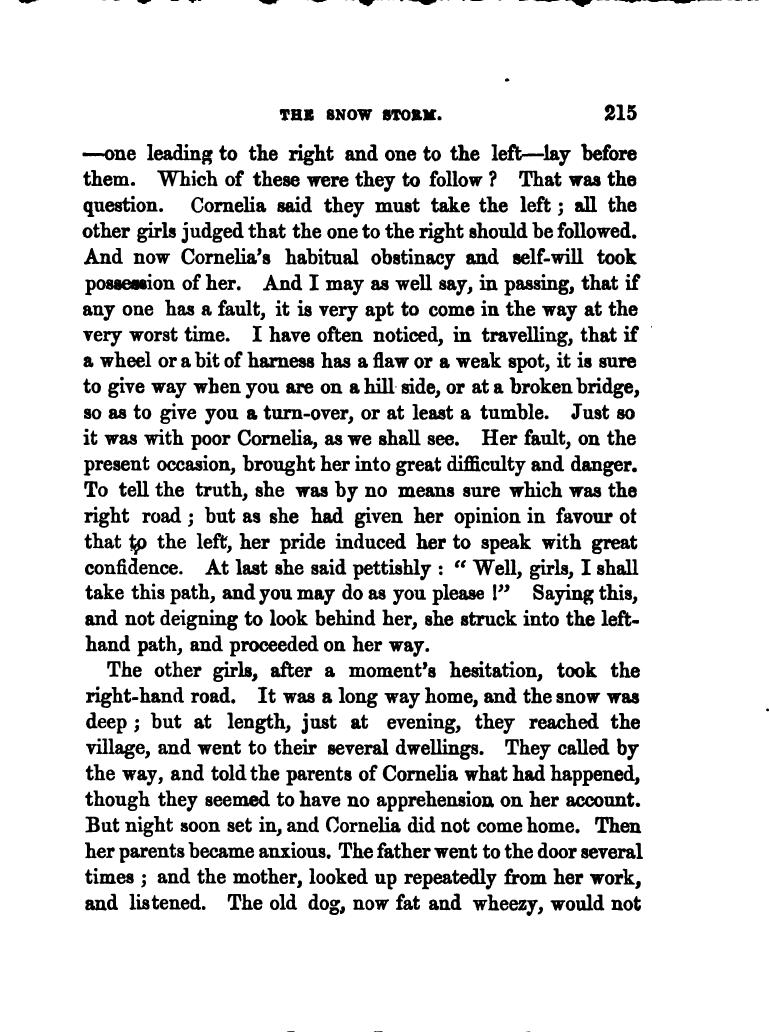 THE SNOW STORM. 215
—one leading to the right and one to the left—lay before
them. Which of these were they to follow ? That was the
question. Cornelia said they must take the left ; all the
other girls judged that the one to the right should be followed.
And now Cornelia's habitual obstinacy and self-will took
possession of her. And I may as well say, in passing, that if
any one has a fault, it is very apt to come in the way at the
very worst time. I have often noticed, in travelling, that if
a wheel or a bit of harness has a flaw or a weak spot, it is sure
to give way when you are on a hill side, or at a broken bridge,
so as to give you a turn-over, or at least a tumble. Just so
it was with poor Cornelia, as we shall see. Her fault, on the
present occasion, brought her into great difficulty and danger.
To tell the truth, she was by no means sure which was the
right road ; but as she had given her opinion in favour of
that to the left, her pride induced her to speak with great
confidence. At last she said pettishly : “ Well, girls, I shall
take this path, and you may do as you please !” Saying this,
and not deigning to look behind her, she struck into the left-
hand path, and proceeded on her way.
The other girls, after a moment's hesitation, took the
right-hand road. It was a long way home, and the snow was
deep ; but at length, just at evening, they reached the
village, and went to their several dwellings. They called by
the way, and told the parents of Cornelia what had happened,
though they seemed to have no apprehension on her account.
But night soon set in, and Cornelia did not come home. Then
her parents became anxious. The father went to the door several
times ; and the mother, looked up repeatedly from her work,
and listened. The old dog, now fat and wheezy, would not